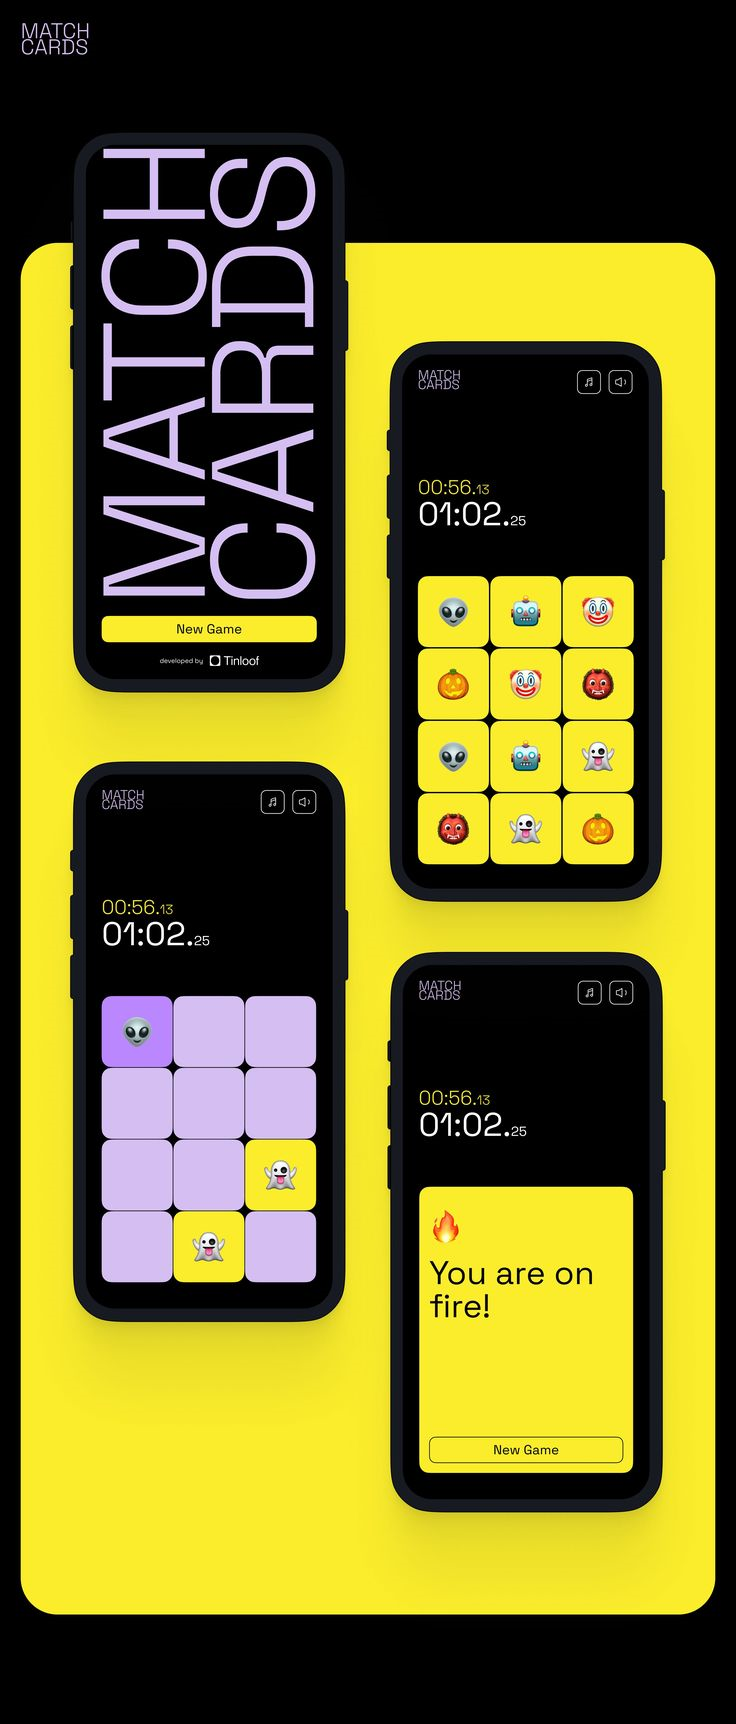 MATCH
CARDS
MATCH
CARDS
New Game
developed by Tinloof
MATCH
CARDS
00:56.13
01:02.25
MATCH
CARDS
00:56.13
01:02.25
MATCH
CARDS
00:56.13
01:02.25
You are on
fire!
New Game